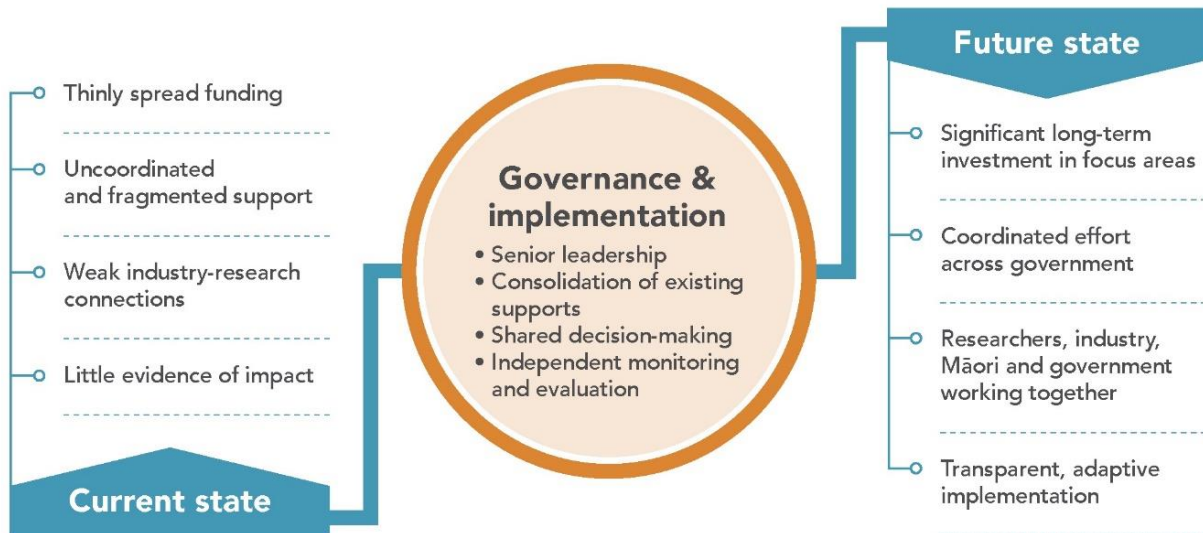 Thinly spread funding
Uncoordinated
and fragmented support
Weak industry-research
connections
Little evidence of impact
Current state
Governance &
implementation
• Senior leadership
• Consolidation of existing
supports
• Shared decision-making
• Independent monitoring
and evaluation
Future state
Significant long-term
investment in focus areas
Coordinated effort
across government
Researchers, industry,
Māori and government
working together
Transparent, adaptive
implementation